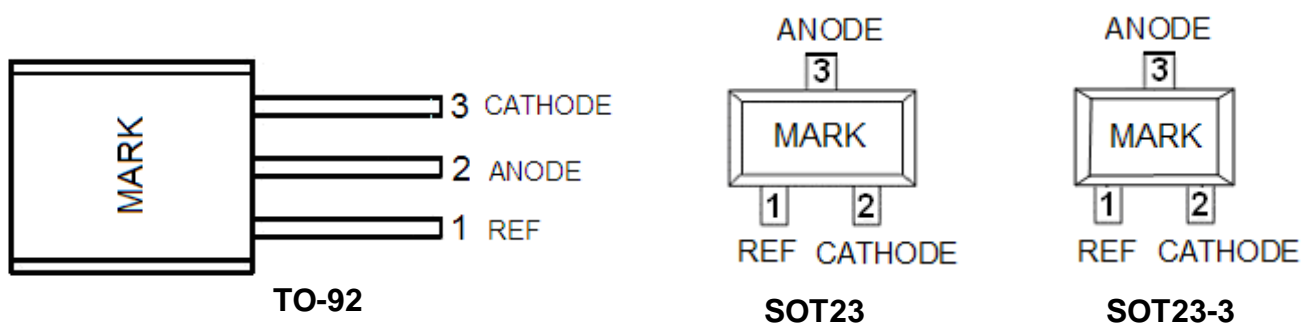 MARK
3 CATHODE
2 ANODE
1 REF
TO-92
ANODE
3
MARK
1 2
REF CATHODE
SOT23
ANODE
3
MARK
1 2
REF CATHODE
SOT23-3